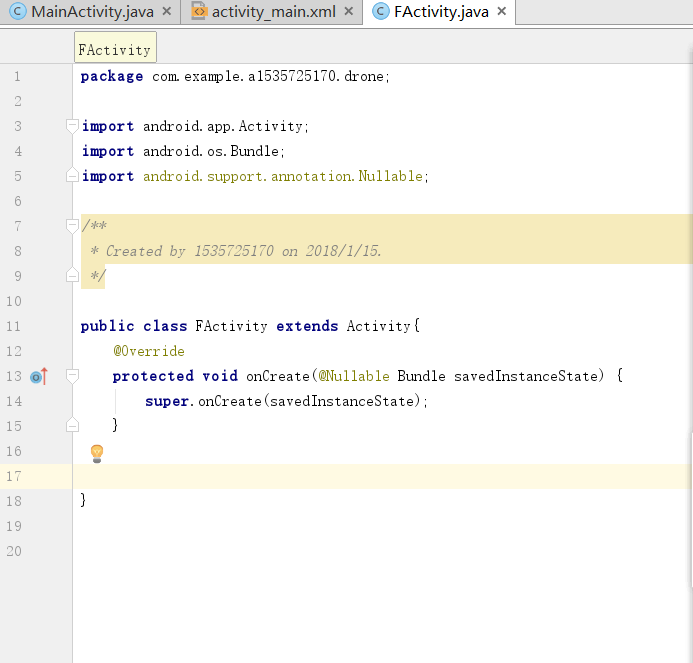 MainActivity.java
activity_main.xml
FActivity.java
FActivity
1 package com.example.a1535725170.drone;
2
3 import android.app.Activity;
4 import android.os.Bundle;
5 import android.support.annotation.Nullable;
6
7 /**
8 * Created by 1535725170 on 2018/1/15.
9 */
10
11 public class FActivity extends Activity{
12 @Override
13 protected void onCreate(@Nullable Bundle savedInstanceState) {
14 super.onCreate(savedInstanceState);
15 }
16
17
18 }
19
20